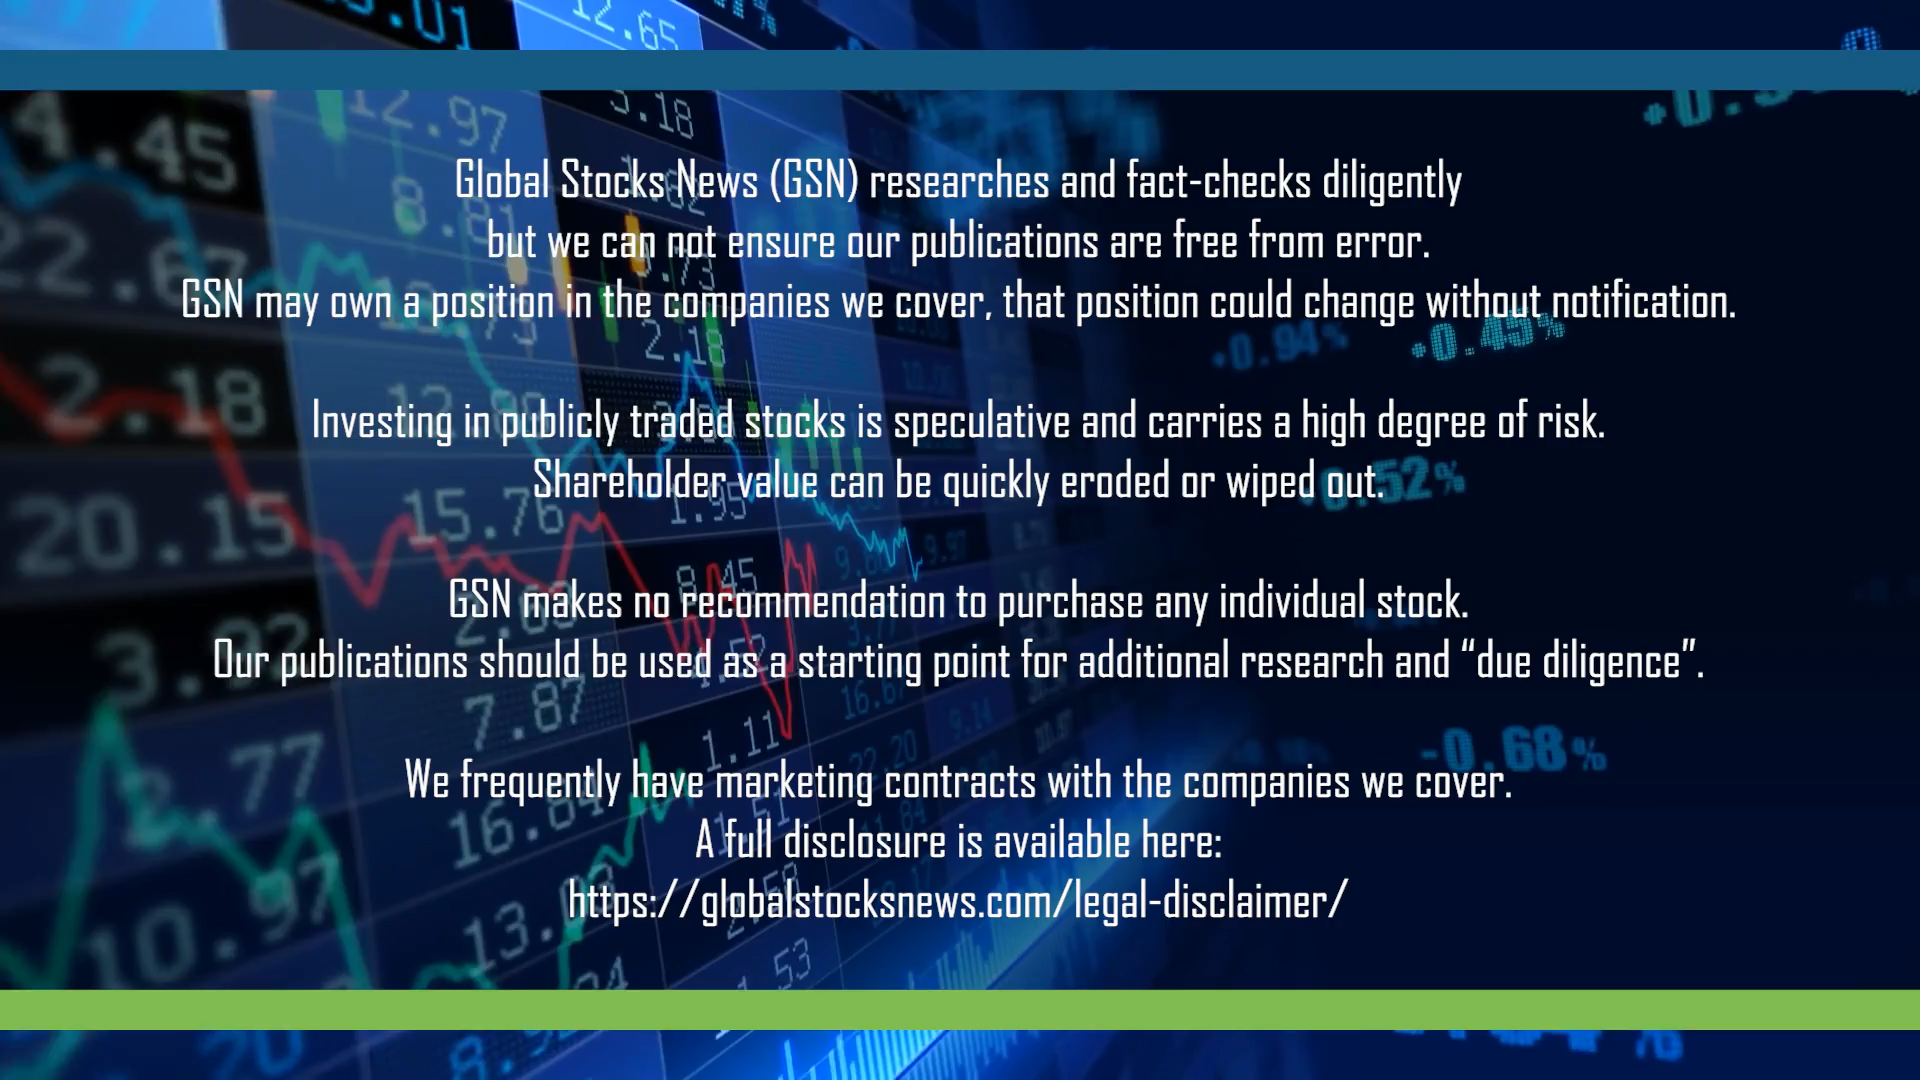 Global Stocks News (GSN) researches and fact-checks diligently
but we can not ensure our publications are free from error.
GSN may own a position in the companies we cover, that position could change without notification.
Investing in publicly traded stocks is speculative and carries a high degree of risk.
Shareholder value can be quickly eroded or wiped out.
GSN makes no recommendation to purchase any individual stock.
Our publications should be used as a starting point for additional research and “due diligence”.
We frequently have marketing contracts with the companies we cover.
A full disclosure is available here:
https://globalstocksnews.com/legal-disclaimer/